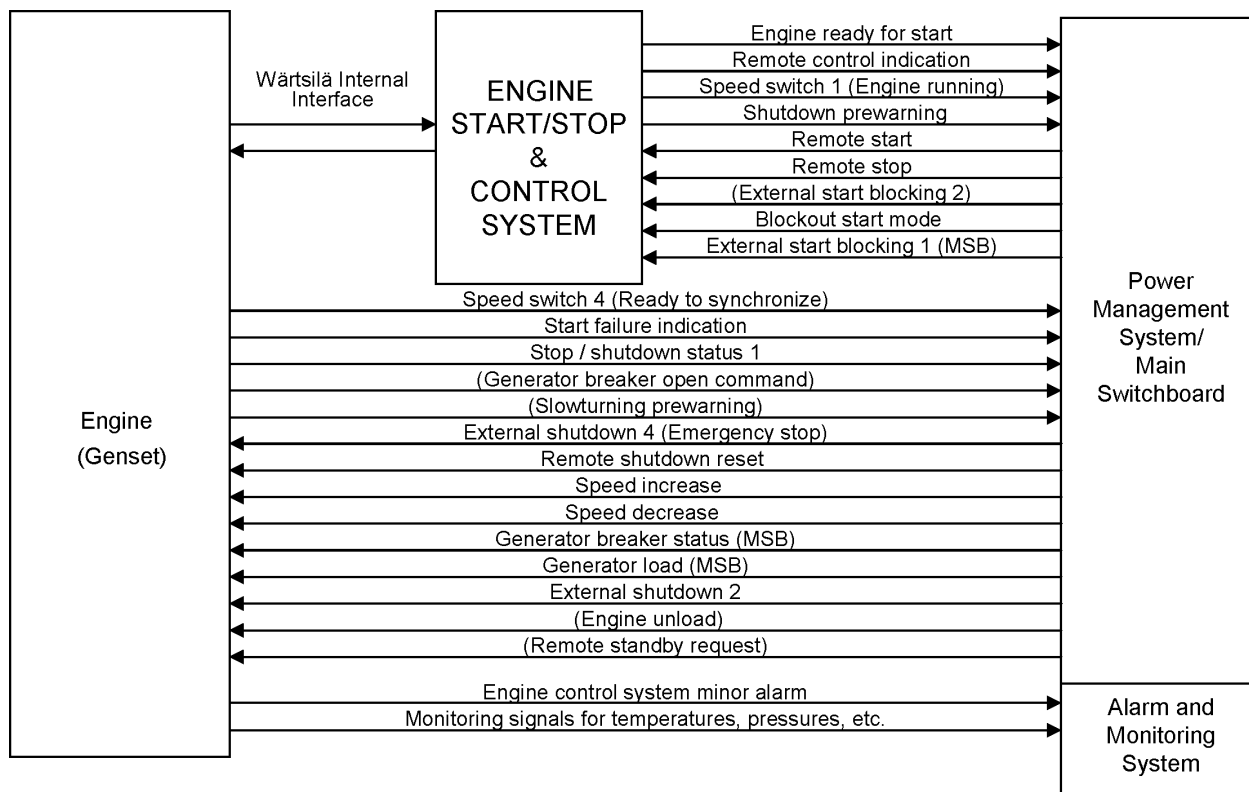 Engine ready for start
Remote control indication
Speed switch 1 (Engine running)
Shutdown prewarning
Remote start
Remote stop
(External start blocking 2)
Blockout start mode
External start blocking 1 (MSB)
Wärtsilä Internal
Interface
ENGINE
START/STOP
&
CONTROL
SYSTEM
Speed switch 4 (Ready to synchronize)
Start failure indication
Stop / shutdown status 1
(Generator breaker open command)
(Slowturning prewarning)
External shutdown 4 (Emergency stop)
Remote shutdown reset
Speed increase
Speed decrease
Generator breaker status (MSB)
Generator load (MSB)
External shutdown 2
(Engine unload)
(Remote standby request)
Engine
(Genset)
Power
Management
System/
Main
Switchboard
Engine control system minor alarm
Monitoring signals for temperatures, pressures, etc.
Alarm and
Monitoring
System